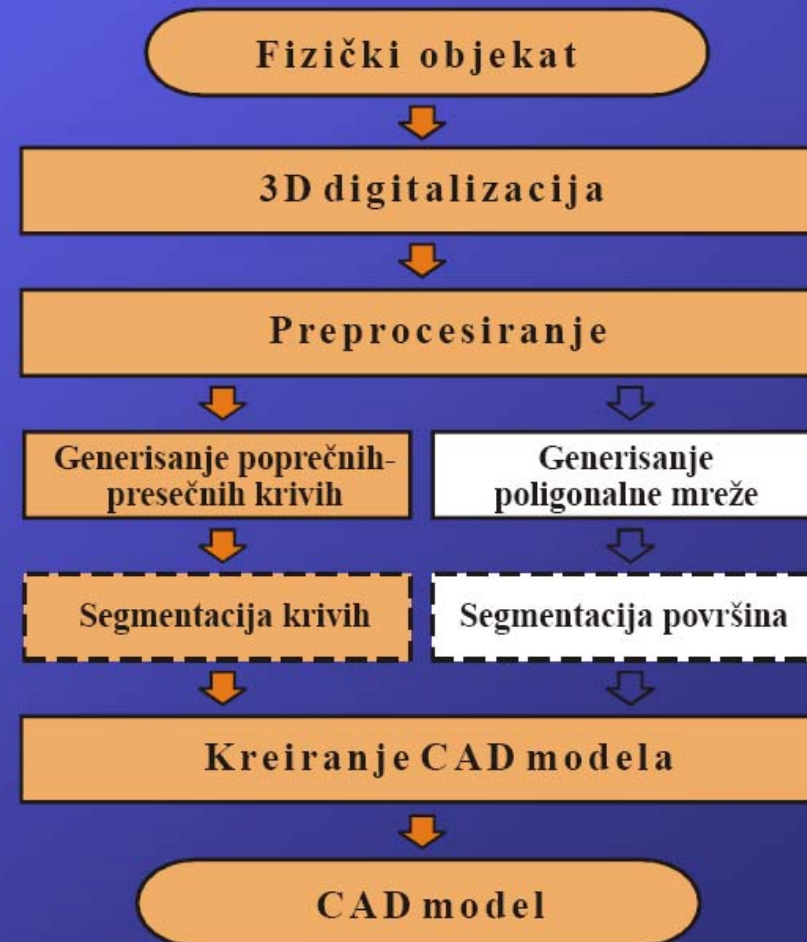 Fizički objekat
3D digitalizacija
Preprocesiranje
Generisanje poprečnih-
presečnih krivih
Generisanje
poligonalne mreže
Segmentacija krivih
Segmentacija površina
Kreiranje CAD modela
CAD model